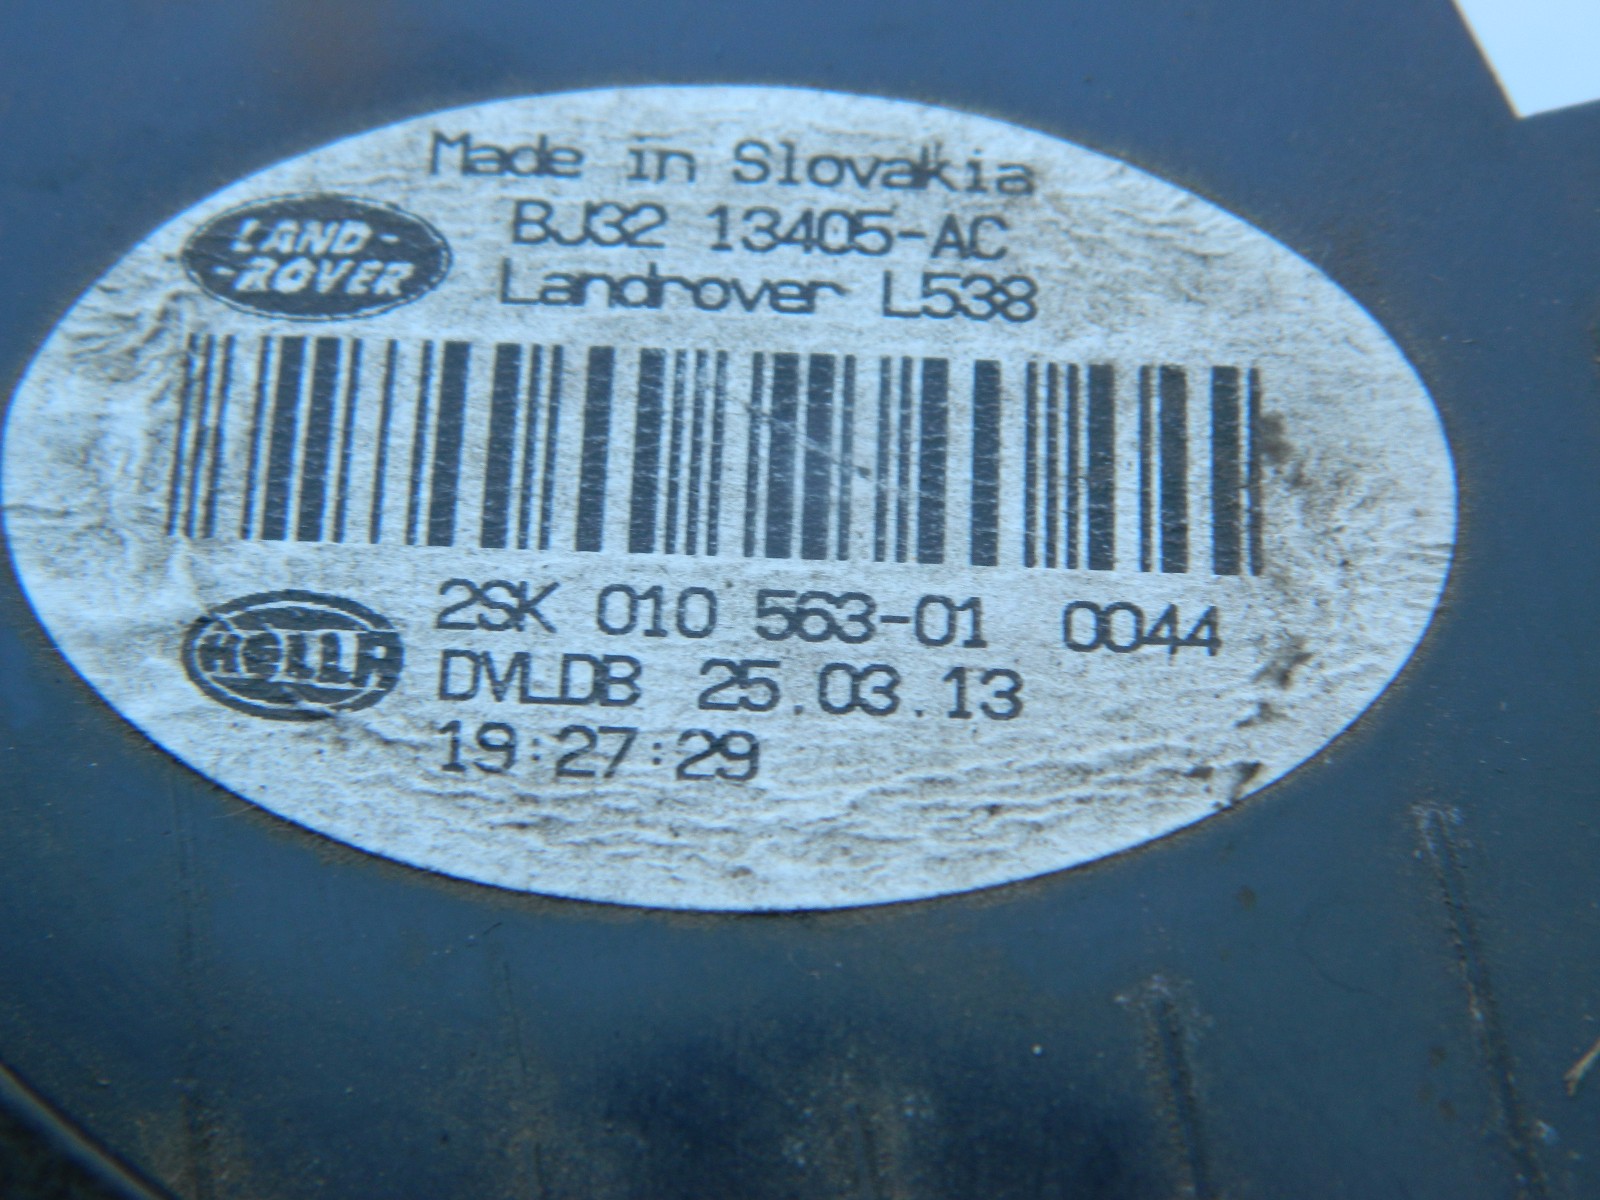 Made in Slovakia
LAND-
-ROVER
BJ32 13405-AC
Landrover L538
HELLA
2SK 010 563-01 0044
DVLDB 25.03.13
19:27:29